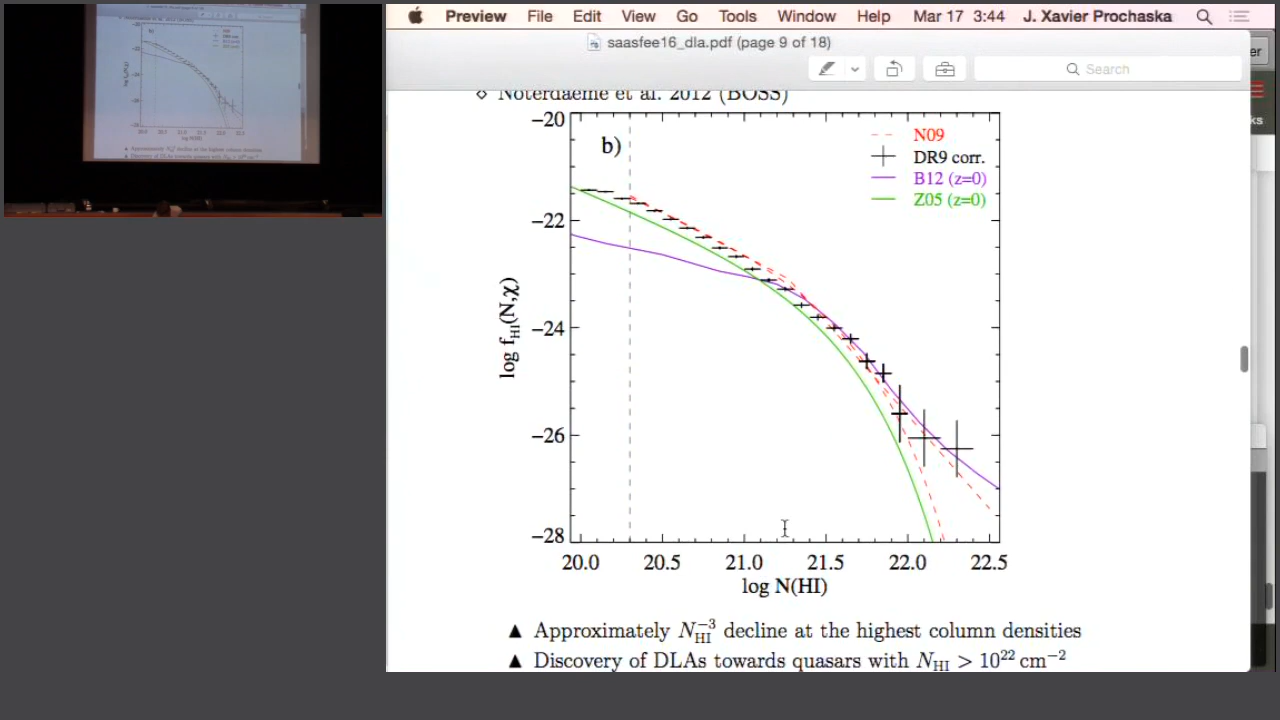 Preview File Edit View Go Tools Window Help Mar 17 3:44 J. Xavier Prochaska
saasfee16_dla.pdf (page 9 of 18)
Search
er
ks
◇ Noterdaeme et al. 2012 (BOSS)
b)
N09
DR9 corr.
B12 (z=0)
Z05 (z=0)
−20
−22
−24
−26
−28
log f_HI(N,χ)
20.0 20.5 21.0 21.5 22.0 22.5
log N(HI)
▲ Approximately N_HI^−3 decline at the highest column densities
▲ Discovery of DLAs towards quasars with N_HI > 10^22 cm^−2